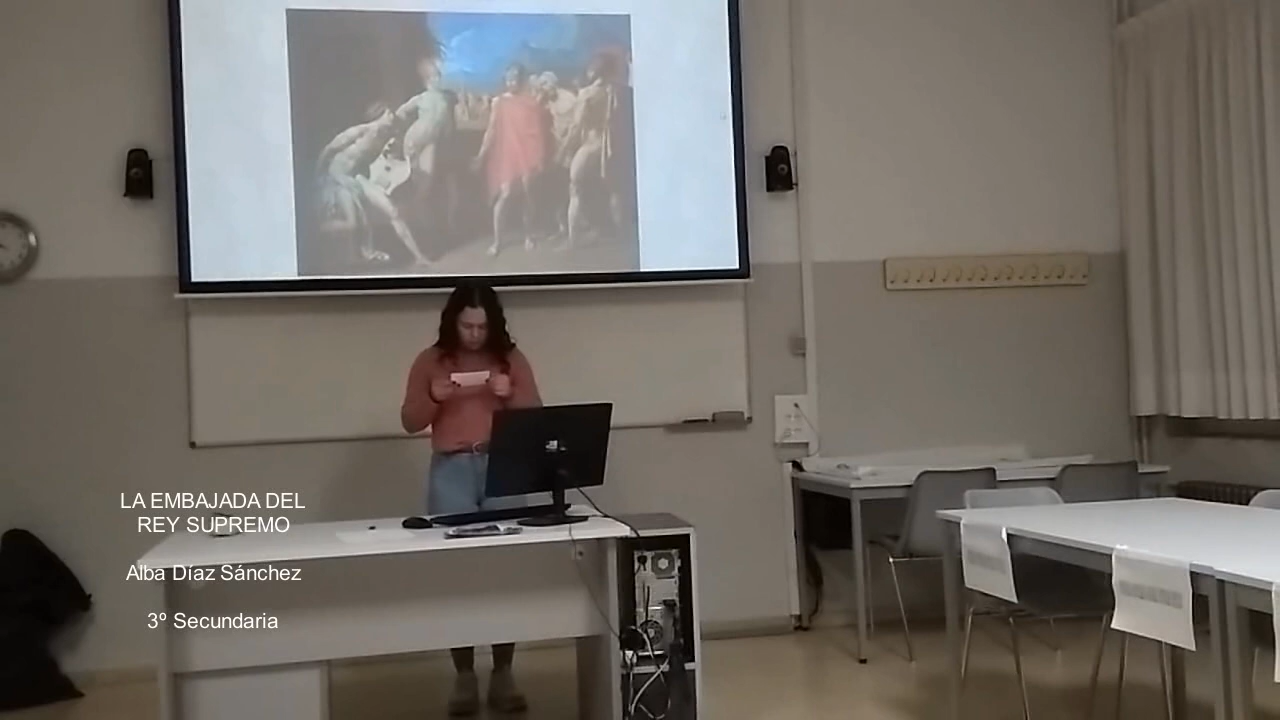 LA EMBAJADA DEL
REY SUPREMO
Alba Díaz Sánchez
3º Secundaria